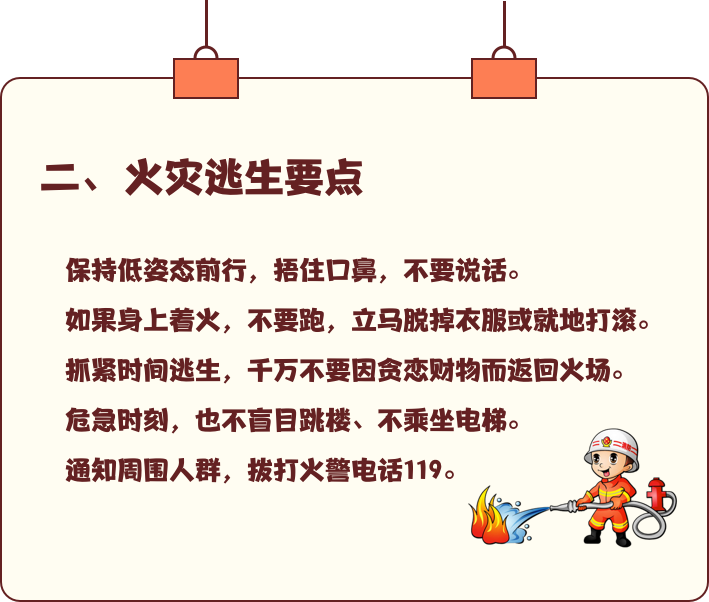 二、火灾逃生要点
保持低姿态前行，捂住口鼻，不要说话。
如果身上着火，不要跑，立马脱掉衣服或就地打滚。
抓紧时间逃生，千万不要因贪恋财物而返回火场。
危急时刻，也不盲目跳楼、不乘坐电梯。
通知周围人群，拨打火警电话119。